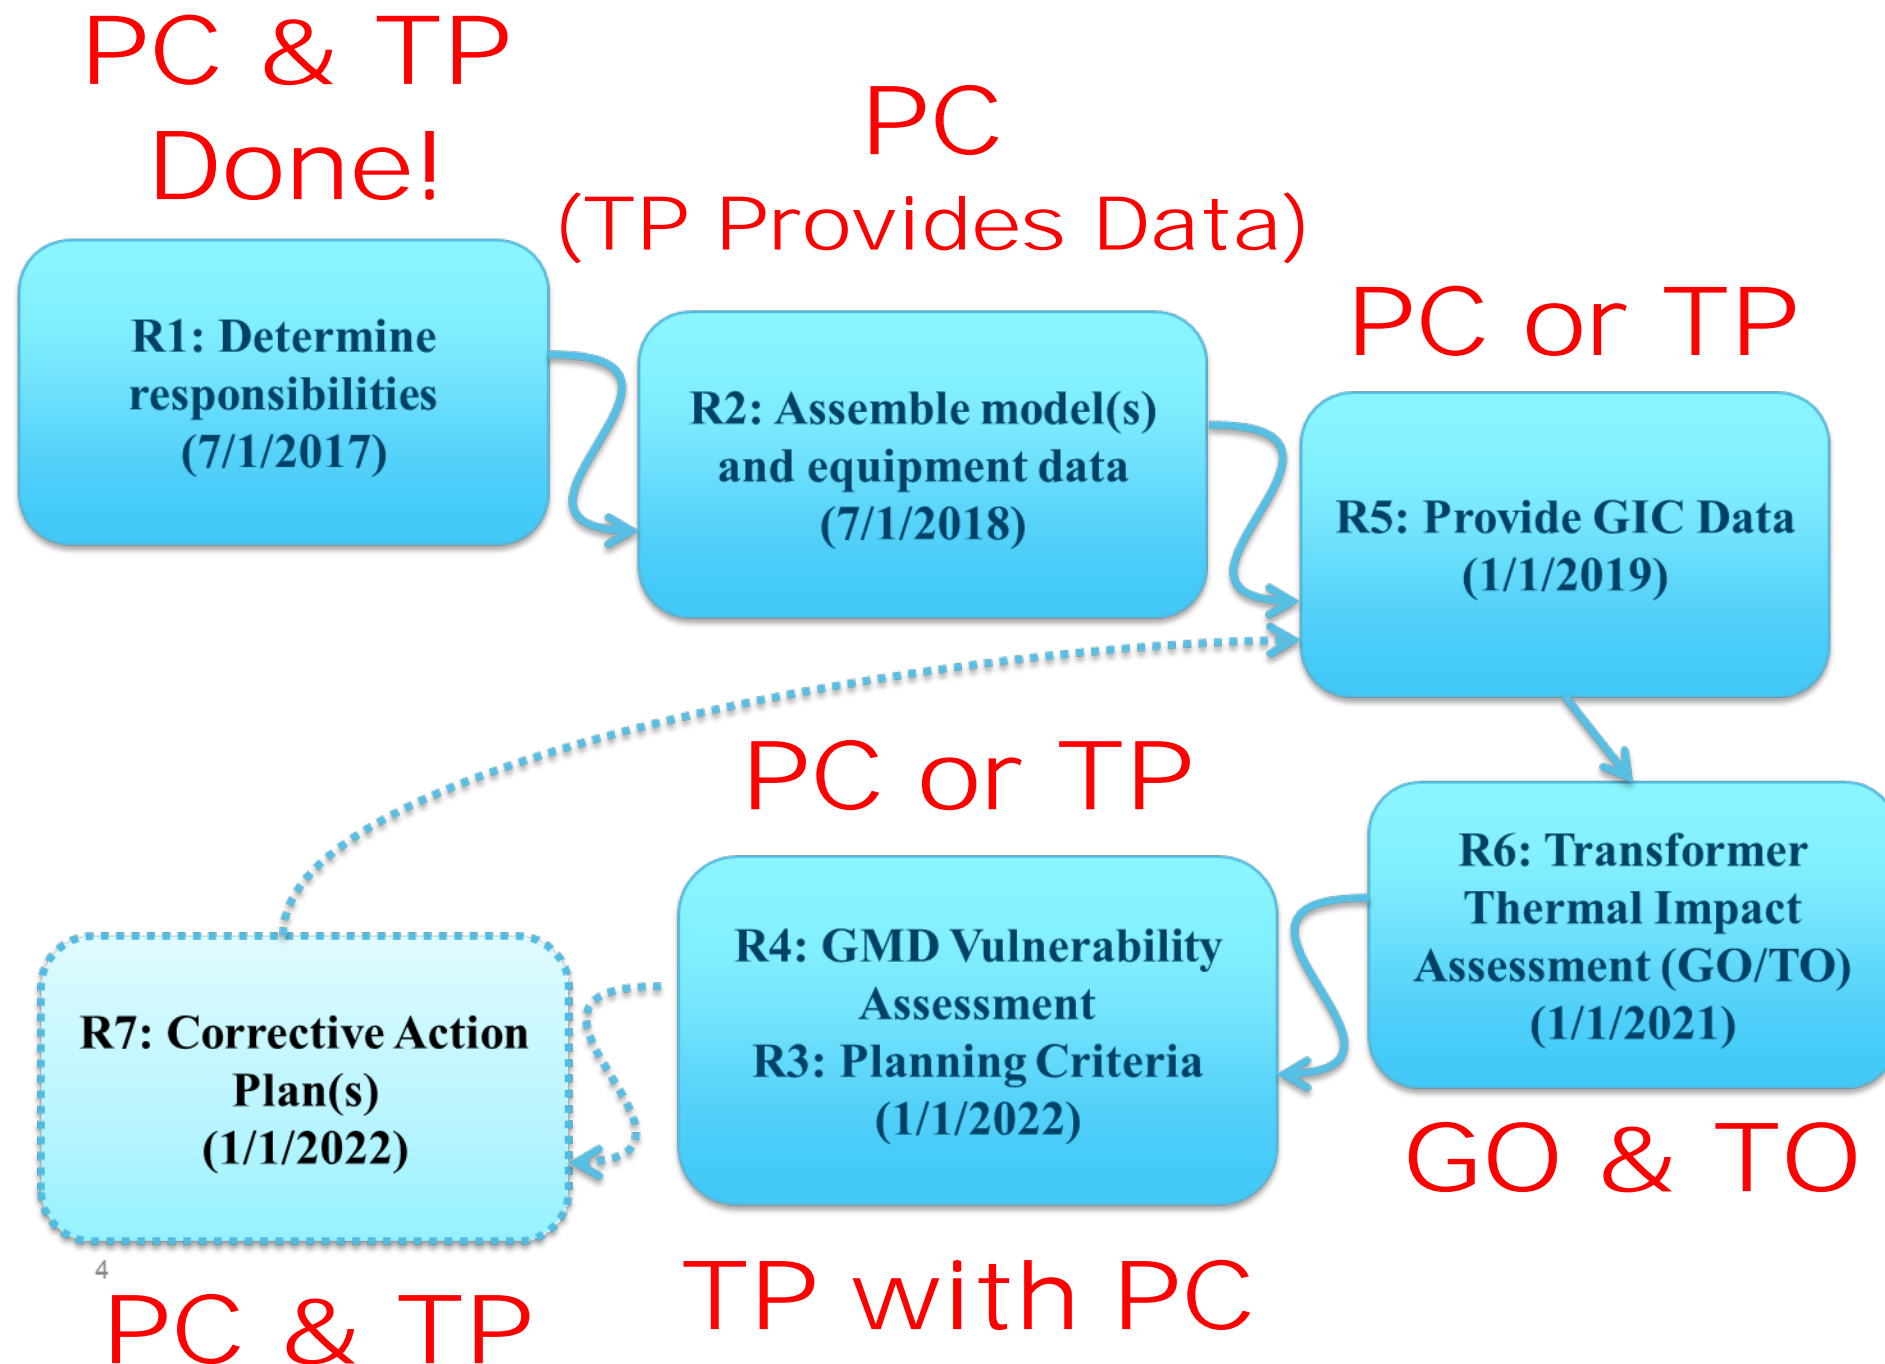 PC & TP
Done!
PC
(TP Provides Data)
R1: Determine
responsibilities
(7/1/2017)
R2: Assemble model(s)
and equipment data
(7/1/2018)
PC or TP
R5: Provide GIC Data
(1/1/2019)
PC or TP
R6: Transformer
Thermal Impact
Assessment (GO/TO)
(1/1/2021)
GO & TO
R4: GMD Vulnerability
Assessment
R3: Planning Criteria
(1/1/2022)
TP with PC
R7: Corrective Action
Plan(s)
(1/1/2022)
4
PC & TP